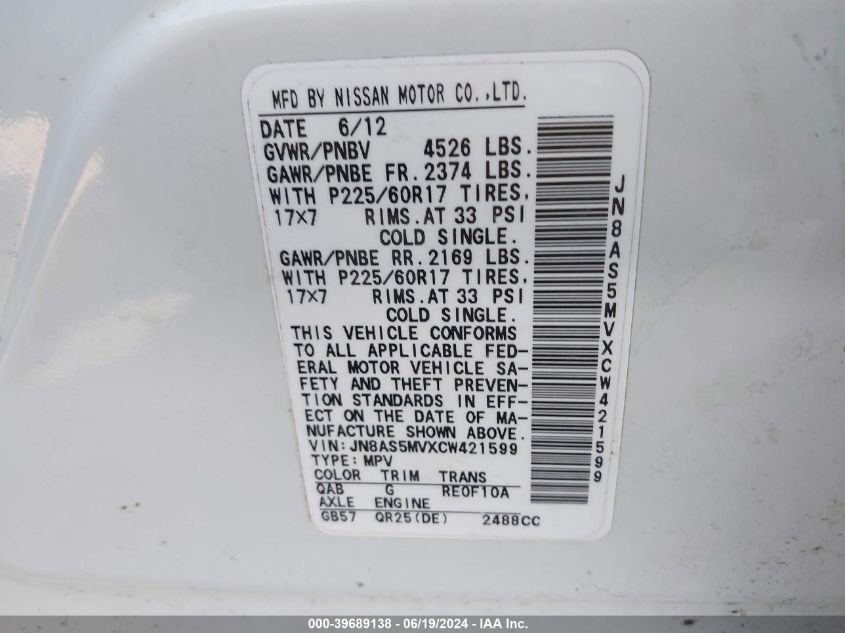 MFD BY NISSAN MOTOR CO.,LTD.
DATE 6/12
GVWR/PNBV 4526 LBS.
GAWR/PNBE FR. 2374 LBS.
WITH P225/60R17 TIRES,
17X7 RIMS. AT 33 PSI
COLD SINGLE.
GAWR/PNBE RR. 2169 LBS.
WITH P225/60R17 TIRES,
17X7 RIMS. AT 33 PSI
COLD SINGLE.
THIS VEHICLE CONFORMS
TO ALL APPLICABLE FED-
ERAL MOTOR VEHICLE SA-
FETY AND THEFT PREVEN-
TION STANDARDS IN EFF-
ECT ON THE DATE OF MA-
NUFACTURE SHOWN ABOVE.
VIN: JN8AS5MVXCW421599
TYPE: MPV
COLOR TRIM TRANS
QAB G RE0F10A
AXLE ENGINE
GB57 QR25(DE) 2488CC
JN8AS5MVXCW421599
000-39689138 - 06/19/2024 - IAA Inc.